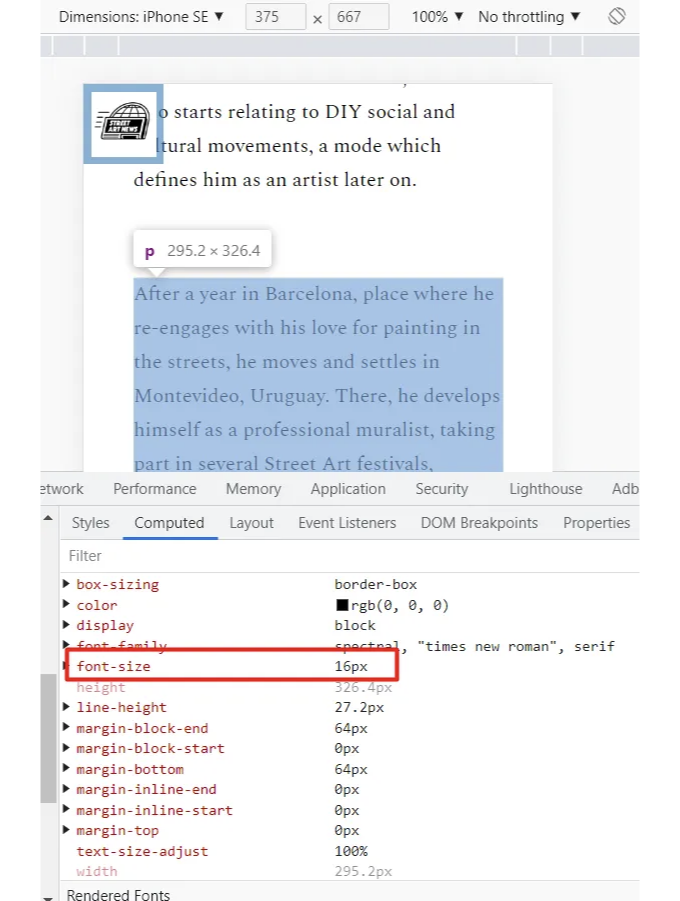 Dimensions: iPhone SE ▼ 375 × 667 100% ▼ No throttling ▼
o starts relating to DIY social and
STREET
ART NEWS
ltural movements, a mode which
defines him as an artist later on.
p 295.2 × 326.4
After a year in Barcelona, place where he
re-engages with his love for painting in
the streets, he moves and settles in
Montevideo, Uruguay. There, he develops
himself as a professional muralist, taking
part in several Street Art festivals,
etwork Performance Memory Application Security Lighthouse Adb
Styles Computed Layout Event Listeners DOM Breakpoints Properties
Filter
box-sizing border-box
color rgb(0, 0, 0)
display block
font-family spectral, "times new roman", serif
font-size 16px
height 326.4px
line-height 27.2px
margin-block-end 64px
margin-block-start 0px
margin-bottom 64px
margin-inline-end 0px
margin-inline-start 0px
margin-top 0px
text-size-adjust 100%
width 295.2px
Rendered Fonts